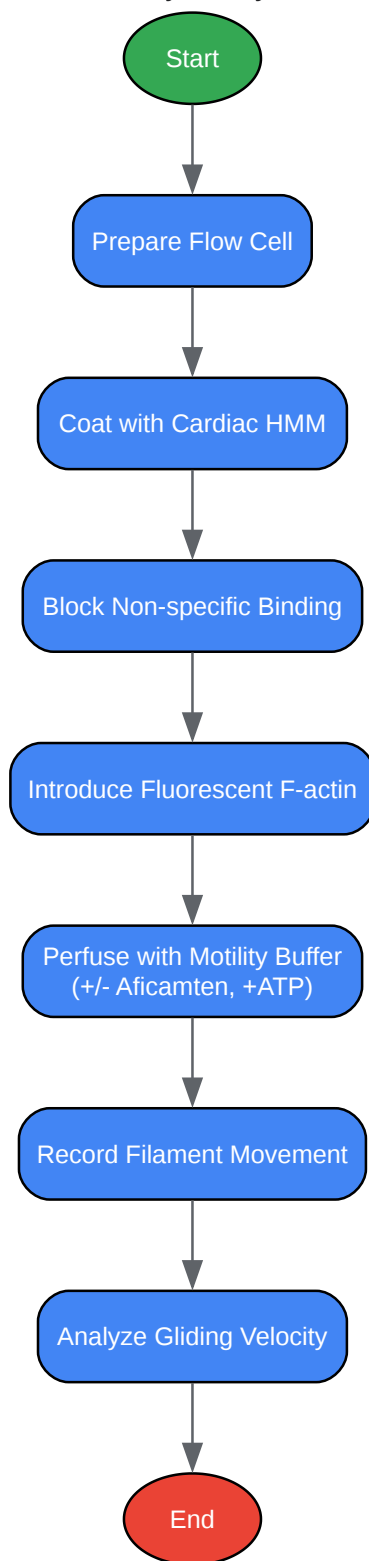 Start
Prepare Flow Cell
Coat with Cardiac HMM
Block Non-specific Binding
Introduce Fluorescent F-actin
Perfuse with Motility Buffer
(+/- Aficamten, +ATP)
Record Filament Movement
Analyze Gliding Velocity
End